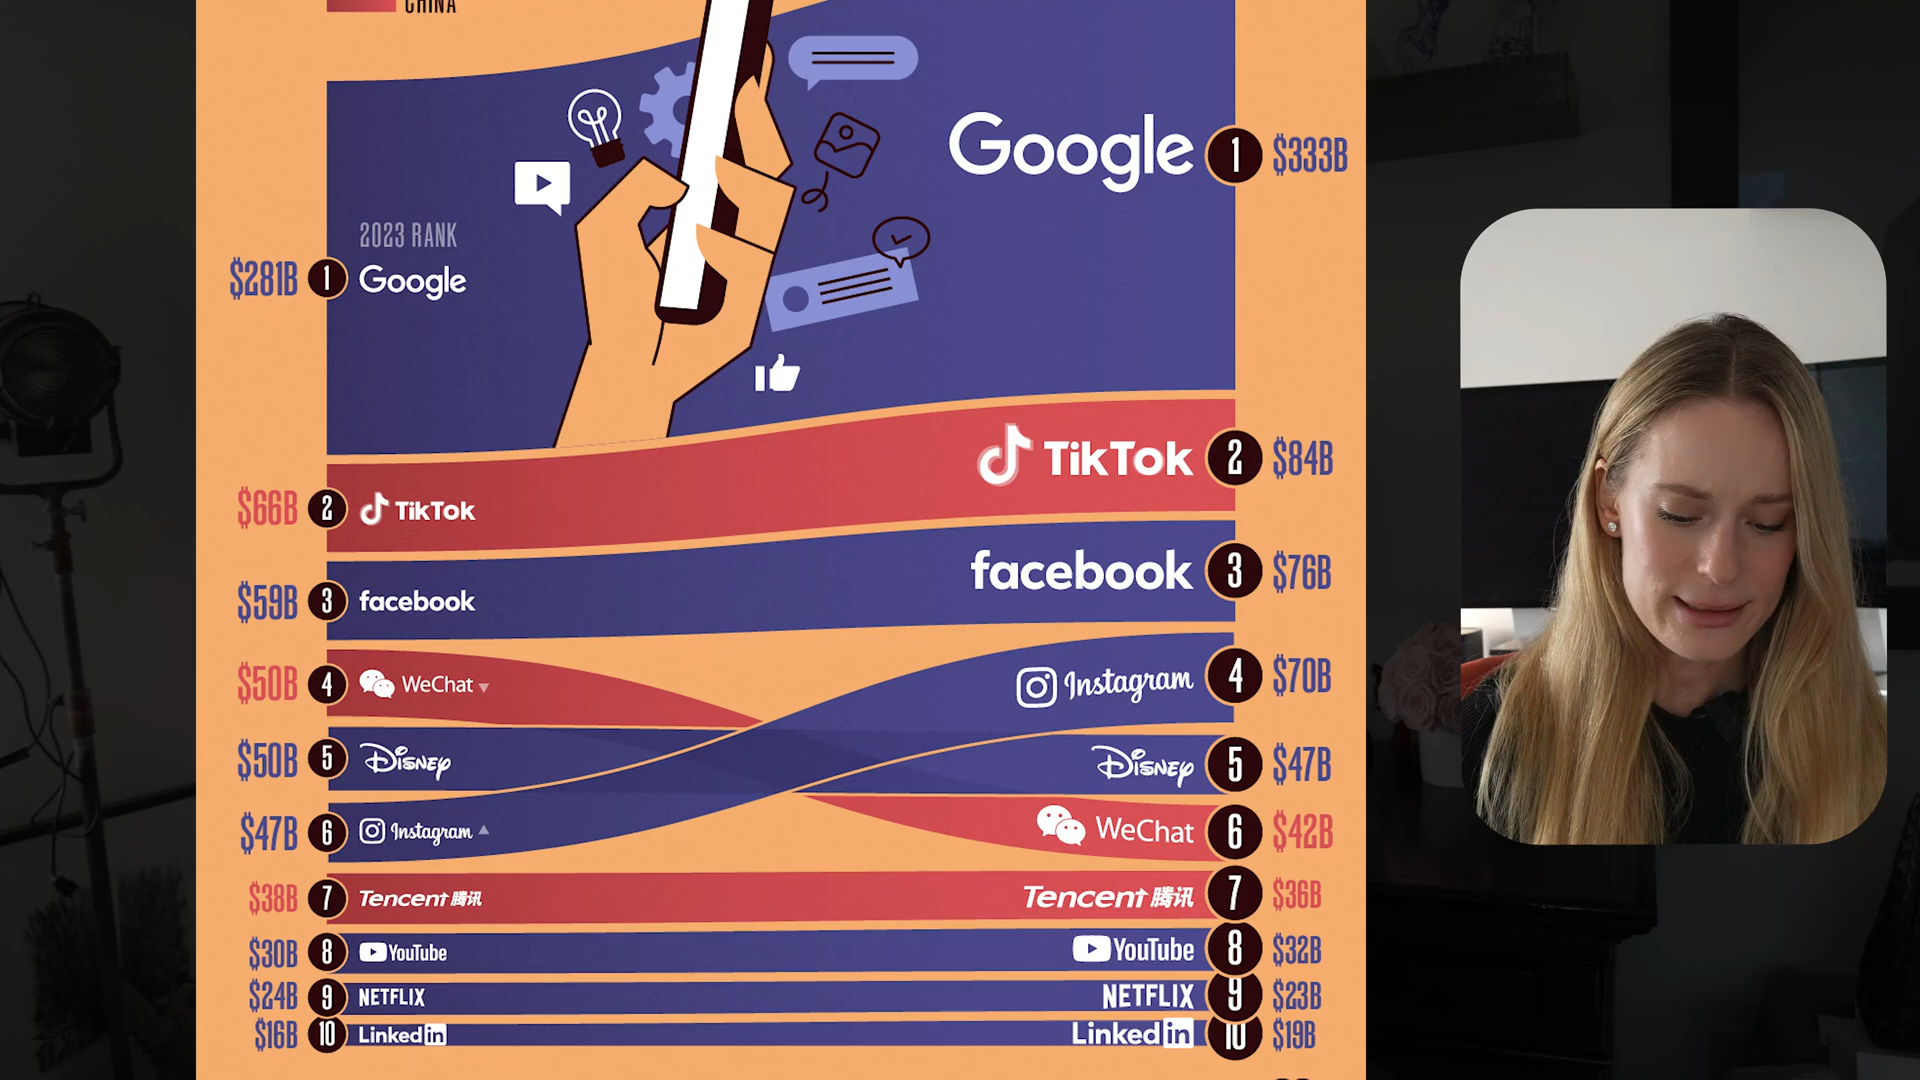 CHINA
Google 1 $333B
2023 RANK
$281B 1 Google
TikTok 2 $84B
$66B 2 TikTok
facebook 3 $76B
$59B 3 facebook
Instagram 4 $70B
$50B 4 WeChat
$50B 5 Disney
Disney 5 $47B
$47B 6 Instagram
WeChat 6 $42B
$38B 7 Tencent 腾讯
Tencent 腾讯 7 $36B
$30B 8 YouTube
YouTube 8 $32B
$24B 9 NETFLIX
NETFLIX 9 $23B
$16B 10 Linkedin
Linkedin 10 $19B